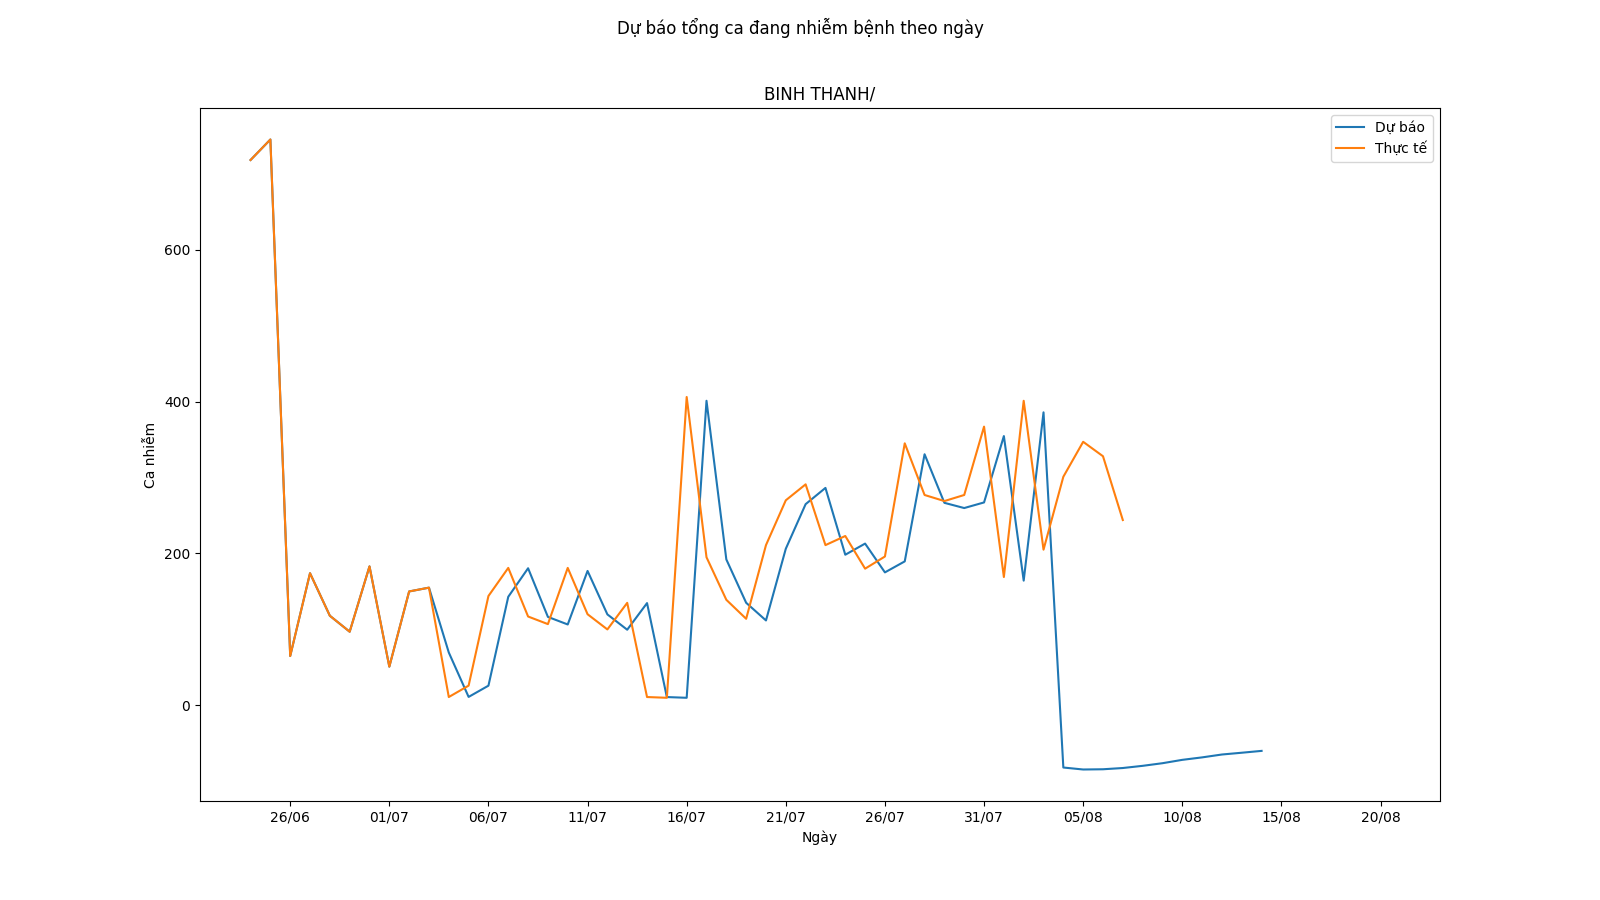 Dự báo tổng ca đang nhiễm bệnh theo ngày
BINH THANH/
Dự báo
Thực tế
600
400
200
0
Ca nhiễm
26/06 01/07 06/07 11/07 16/07 21/07 26/07 31/07 05/08 10/08 15/08 20/08
Ngày